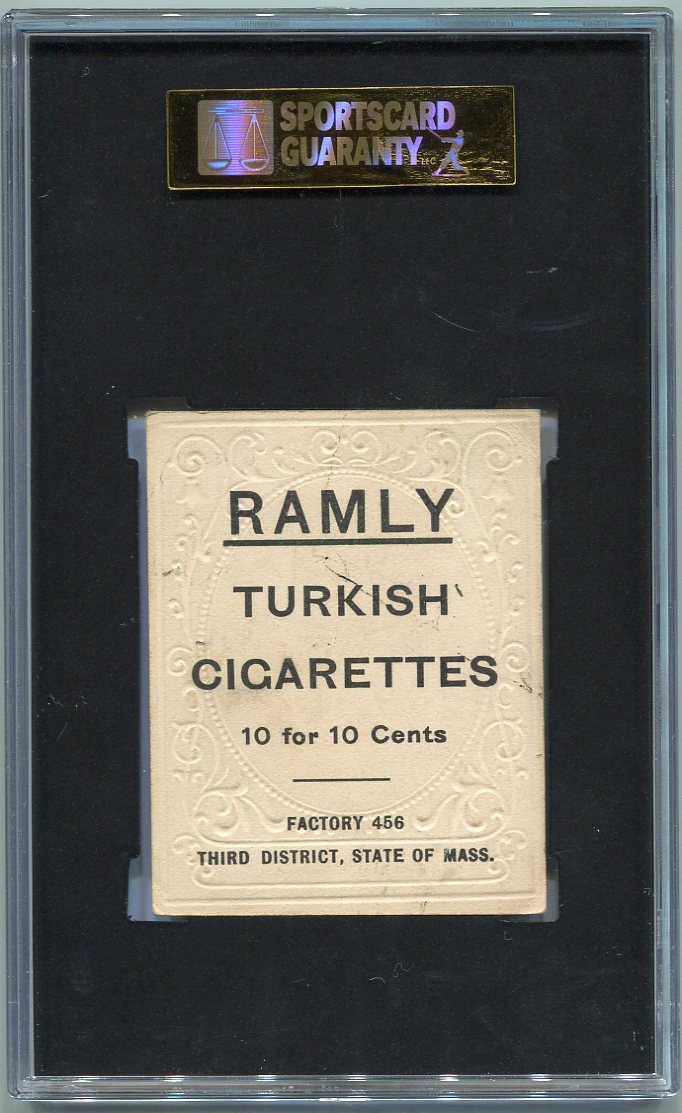 SPORTSCARD
GUARANTY LLC
RAMLY
TURKISH
CIGARETTES
10 for 10 Cents
FACTORY 456
THIRD DISTRICT, STATE OF MASS.